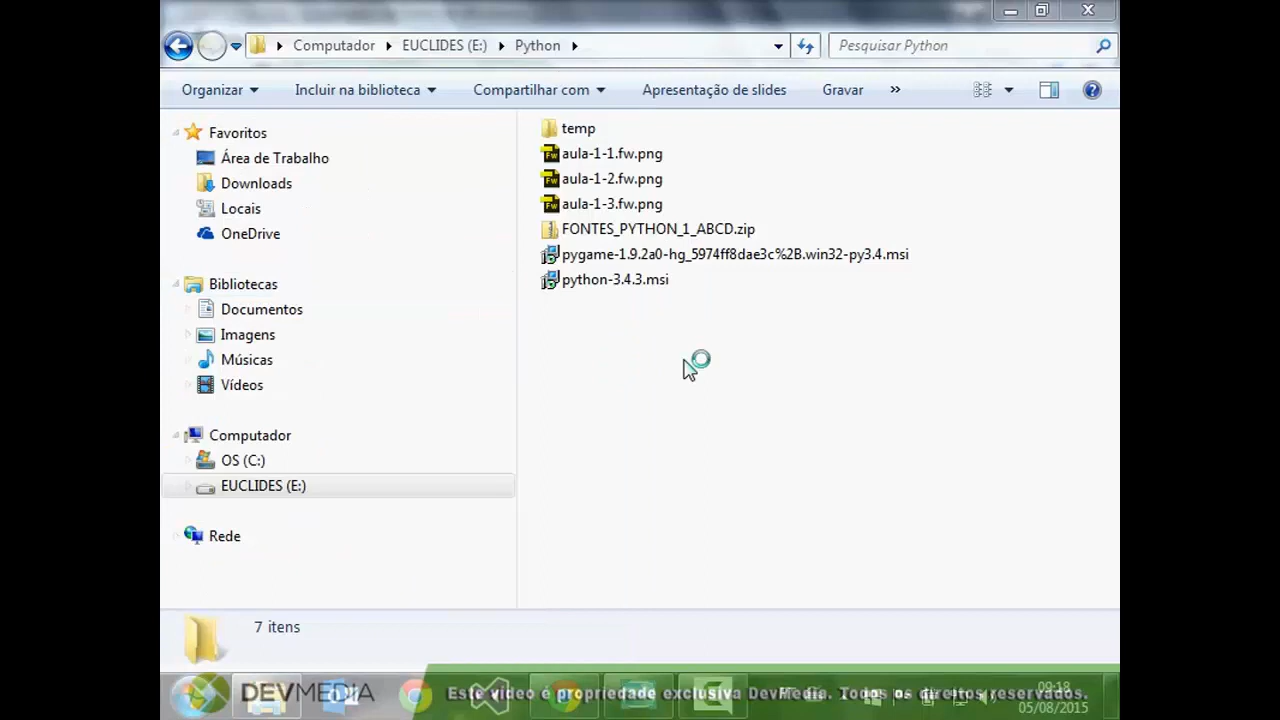 Computador EUCLIDES (E:) Python
Pesquisar Python
Organizar Incluir na biblioteca Compartilhar com Apresentação de slides Gravar »
Favoritos
Área de Trabalho
Downloads
Locais
OneDrive
Bibliotecas
Documentos
Imagens
Músicas
Vídeos
Computador
OS (C:)
EUCLIDES (E:)
Rede
temp
aula-1-1.fw.png
aula-1-2.fw.png
aula-1-3.fw.png
FONTES_PYTHON_1_ABCD.zip
pygame-1.9.2a0-hg_5974ff8dae3c%2B.win32-py3.4.msi
python-3.4.3.msi
7 itens
DEVMEDIA
Este vídeo é propriedade exclusiva DevMedia. Todos os direitos reservados.
09:18
05/08/2015